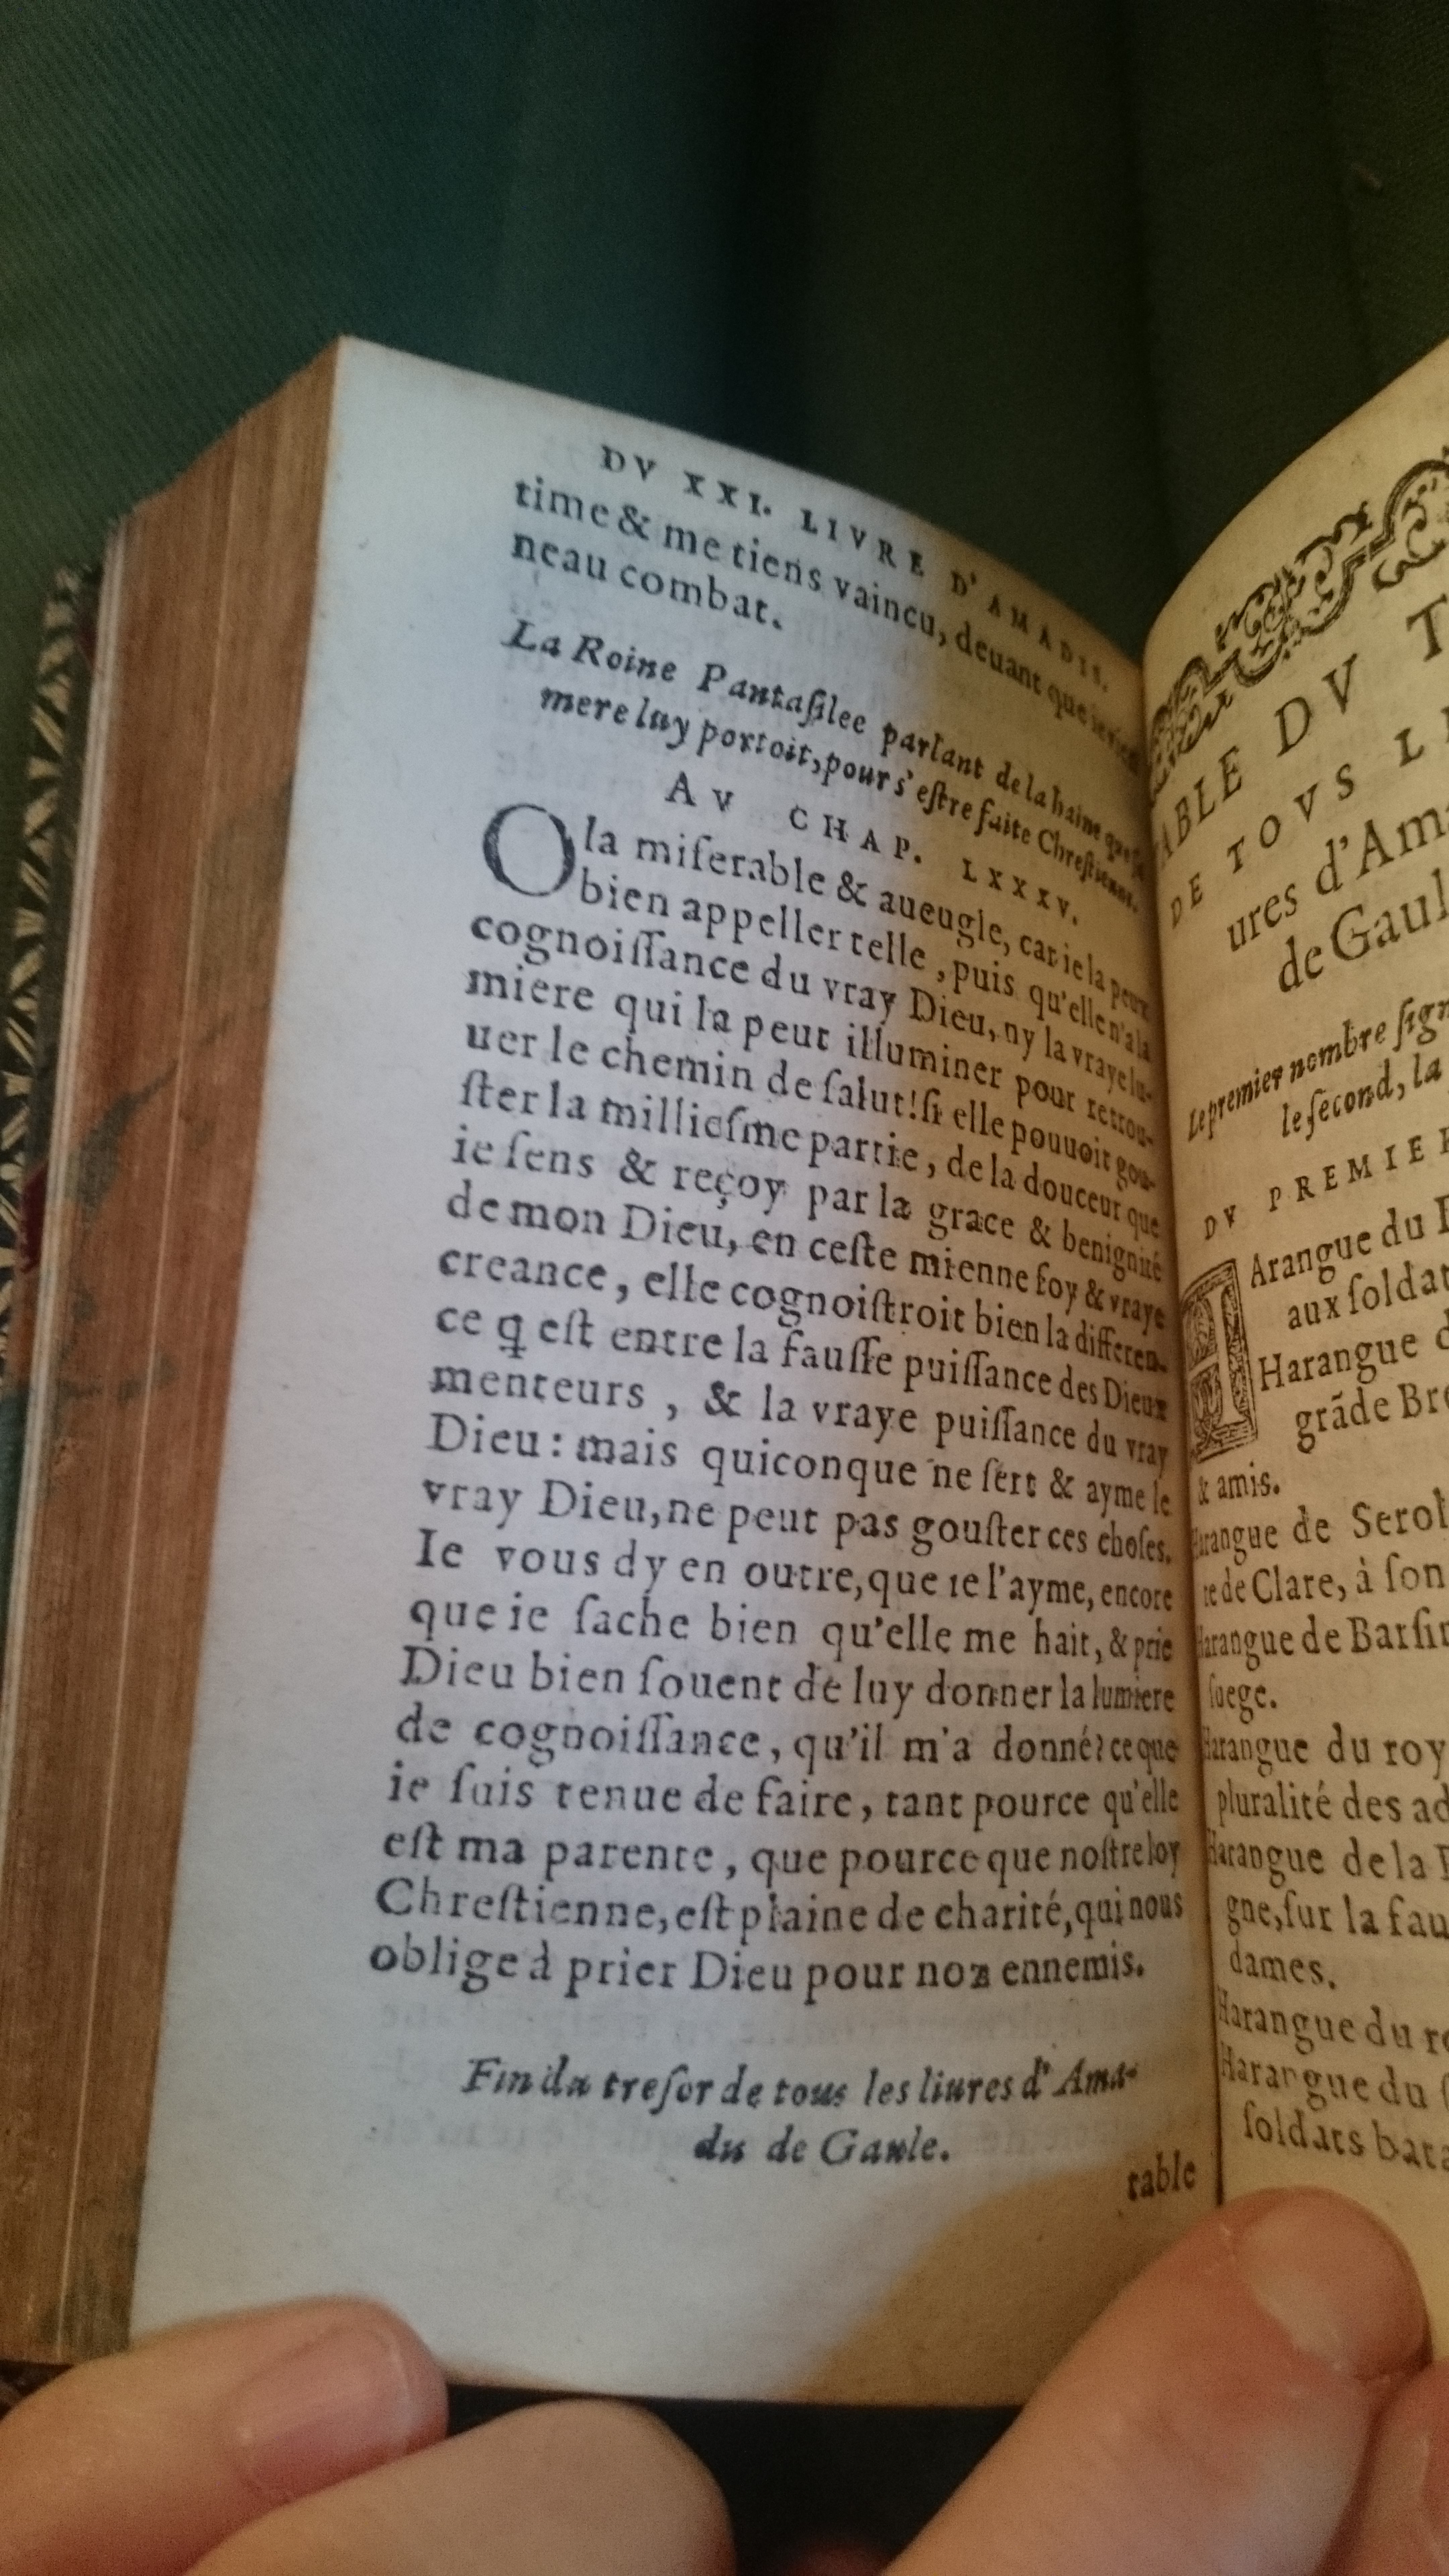 DV XXI. LIVRE D'AMADIS.
time & me tiens vaincu, deuant que
neau combat.
La Roine Pantaſilee parlant de la haine que ſa
mere luy portoit, pour s'eſtre faite Chreſtienne.
AV CHAP. LXXXV.
O la miſerable & aueugle, car ie la peux
bien appeller telle, puis qu'elle n'a la
cognoiſſance du vray Dieu, ny la vraye lu-
miere qui la peut illuminer pour retrou-
uer le chemin de ſalut! ſi elle pouuoit gou-
ſter la millieſme partie, de la douceur que
ie ſens & reçoy par la grace & benignité
de mon Dieu, en ceſte mienne foy & vraye
creance, elle cognoiſtroit bien la differen-
ce q̃ eſt entre la fauſſe puiſſance des Dieux
menteurs, & la vraye puiſſance du vray
Dieu: mais quiconque ne ſert & ayme le
vray Dieu, ne peut pas gouſter ces choſes.
Ie vous dy en outre, que ie l'ayme, encore
que ie ſache bien qu'elle me hait, & prie
Dieu bien ſouent de luy donner la lumiere
de cognoiſſance, qu'il m'a donné? ce que
ie ſuis tenue de faire, tant pource qu'elle
eſt ma parente, que pource que noſtre loy
Chreſtienne, eſt plaine de charité, qui nous
oblige à prier Dieu pour noz ennemis.
Fin du treſor de tous les liures d'Ama-
dis de Gaule.
table
ABLE DV T
DE TOVS LI
ures d'Ama
de Gaul
Le premier nombre ſign
le ſecond, la
DV PREMIER
Arangue du
aux ſoldat
Harangue d
grãde Bre
& amis.
Harangue de Serol
te de Clare, à ſon
Harangue de Barſin
ſuege.
Harangue du roy
pluralité des ad
Harangue de la
gne, ſur la fau
dames.
Harangue du ro
Harangue du
ſoldats bata